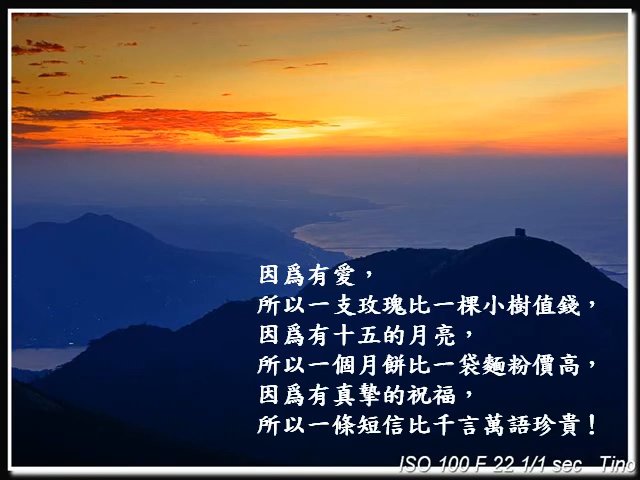 因爲有愛，
所以一支玫瑰比一棵小樹值錢，
因爲有十五的月亮，
所以一個月餅比一袋麵粉價高，
因爲有真摯的祝福，
所以一條短信比千言萬語珍貴！
ISO 100 F 22 1/1 sec Tino